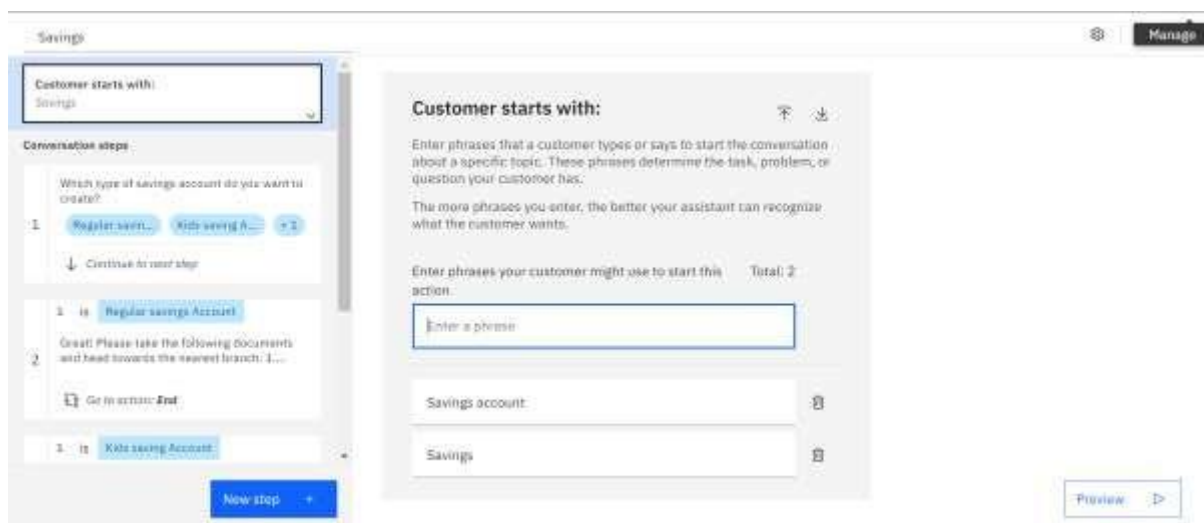 Savings
Manage
Customer starts with:
Savings
Conversation steps
1
Which type of savings account do you want to
create?
Regular savin...
Kids saving A...
+ 1
Continue to next step
2
1 is Regular savings Account
Great! Please take the following documents
and head towards the nearest branch: 1....
Go to action: End
1 is Kids saving Account
New step +
Customer starts with:
Enter phrases that a customer types or says to start the conversation
about a specific topic. These phrases determine the task, problem, or
question your customer has.
The more phrases you enter, the better your assistant can recognize
what the customer wants.
Enter phrases your customer might use to start this
action
Total: 2
Enter a phrase
Savings account
Savings
Preview